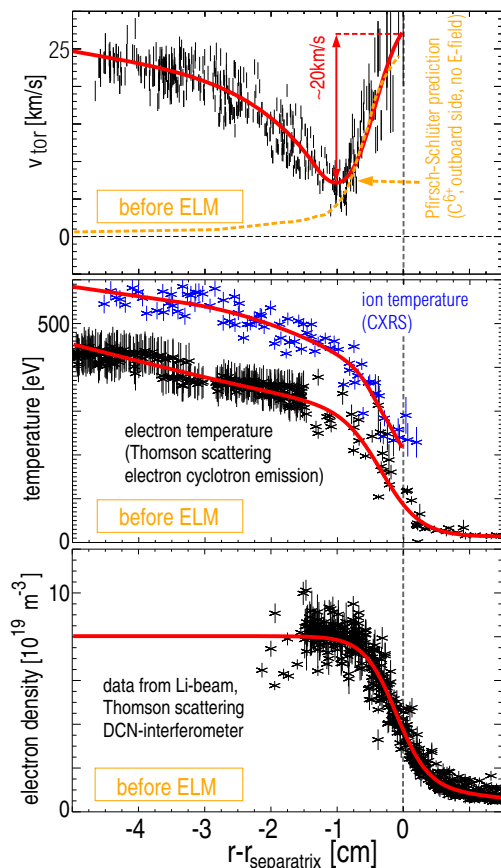 25
0
v_tor [km/s]
~20km/s
Pfirsch-Schlüter prediction
(C⁶⁺, outboard side, no E-field)
before ELM
500
0
temperature [eV]
ion temperature
(CXRS)
electron temperature
(Thomson scattering
electron cyclotron emission)
before ELM
10
0
electron density [10¹⁹ m⁻³]
data from Li-beam,
Thomson scattering
DCN-interferometer
before ELM
-4 -3 -2 -1 0
r-r_separatrix [cm]